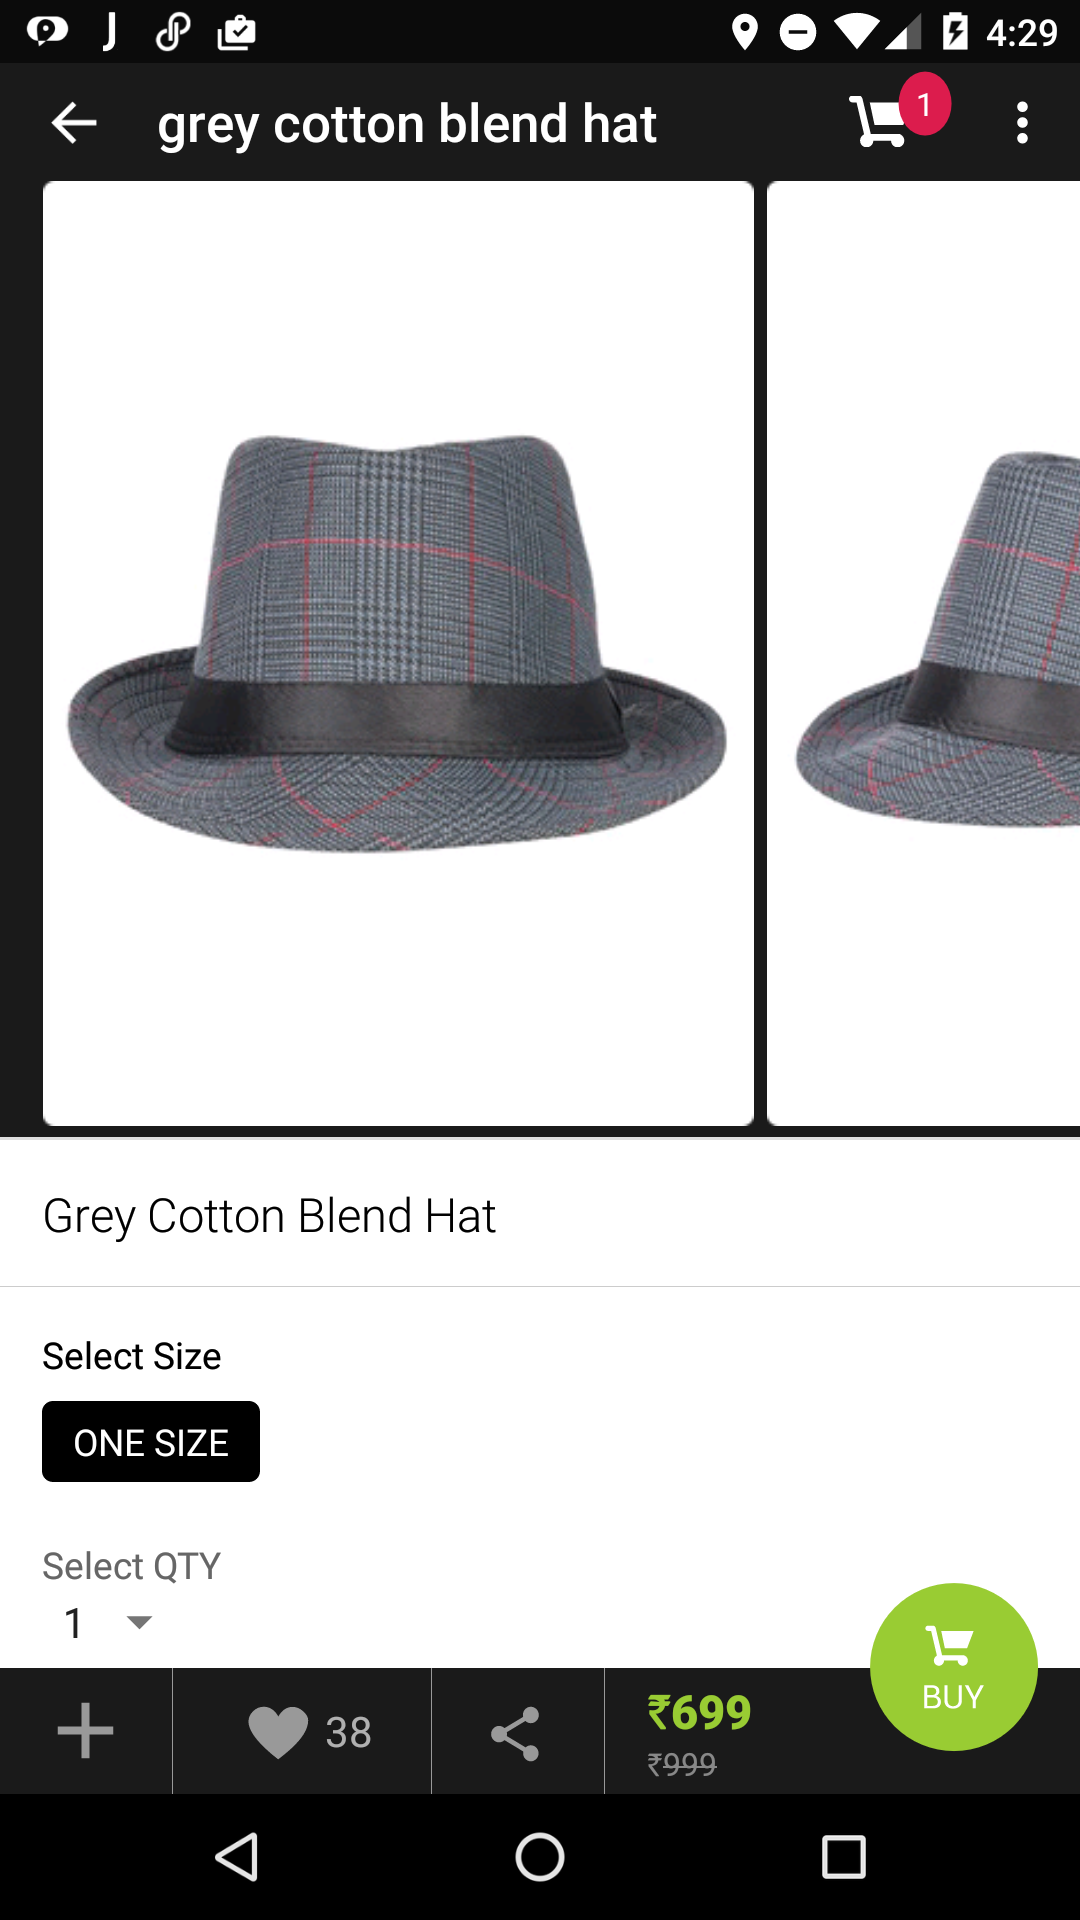 4:29
grey cotton blend hat
1
Grey Cotton Blend Hat
Select Size
ONE SIZE
Select QTY
1
BUY
38
₹699
₹999